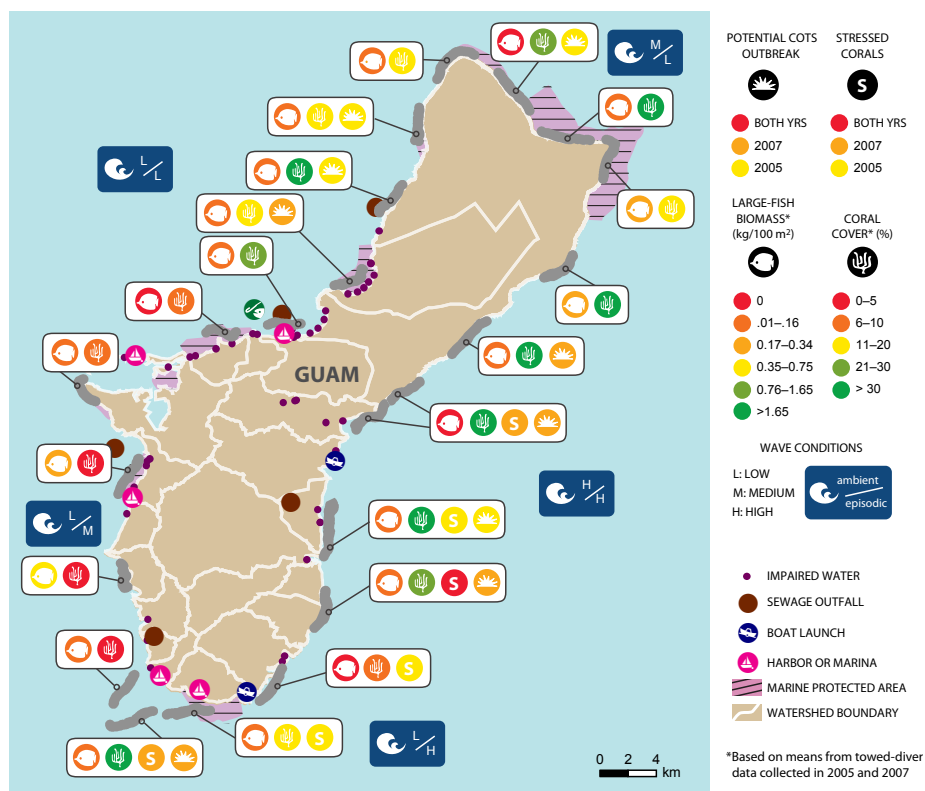 M/L
L/L
GUAM
H/H
L/M
L/H
S
S
S
S
S
S
0 2 4
km
POTENTIAL COTS
OUTBREAK
BOTH YRS
2007
2005
STRESSED
CORALS
S
BOTH YRS
2007
2005
LARGE-FISH
BIOMASS*
(kg/100 m²)
0
.01–.16
0.17–0.34
0.35–0.75
0.76–1.65
>1.65
CORAL
COVER* (%)
0–5
6–10
11–20
21–30
> 30
WAVE CONDITIONS
L: LOW
M: MEDIUM
H: HIGH
ambient
episodic
IMPAIRED WATER
SEWAGE OUTFALL
BOAT LAUNCH
HARBOR OR MARINA
MARINE PROTECTED AREA
WATERSHED BOUNDARY
*Based on means from towed-diver
data collected in 2005 and 2007